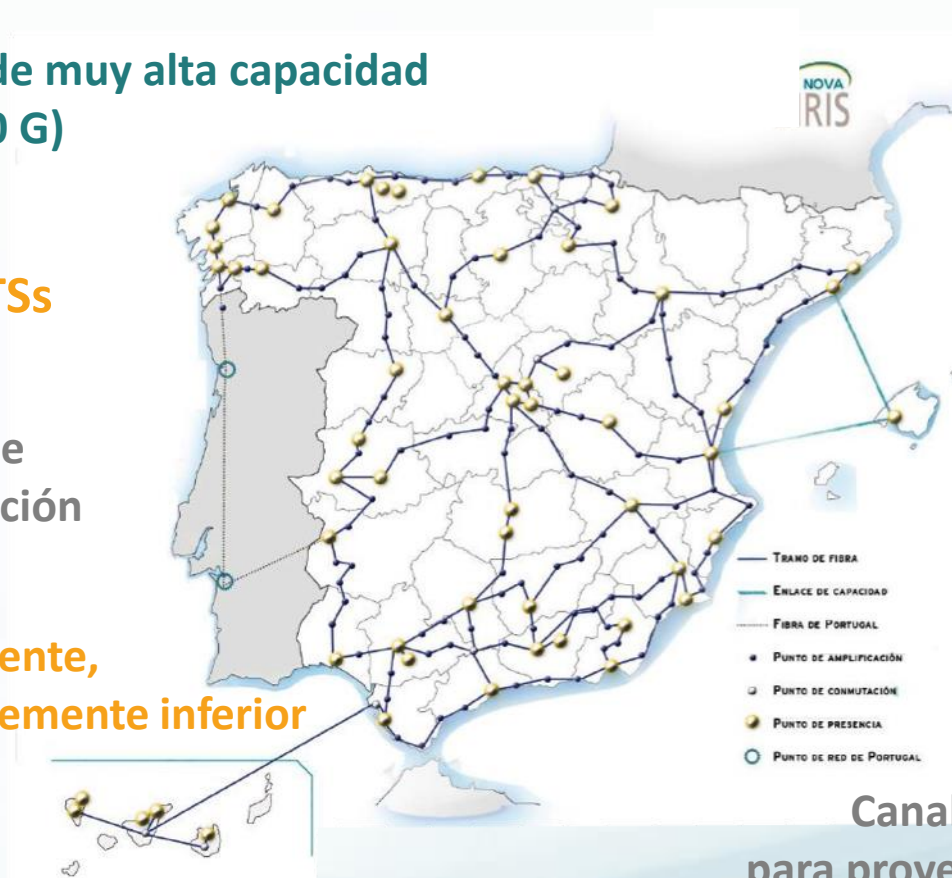 de muy alta capacidad
0 G)
NOVA
RIS
TSs
e
ción
ente,
emente inferior
TRAMO DE FIBRA
ENLACE DE CAPACIDAD
FIBRA DE PORTUGAL
PUNTO DE AMPLIFICACIÓN
PUNTO DE CONMUTACIÓN
PUNTO DE PRESENCIA
PUNTO DE RED DE PORTUGAL
Canal
para proye